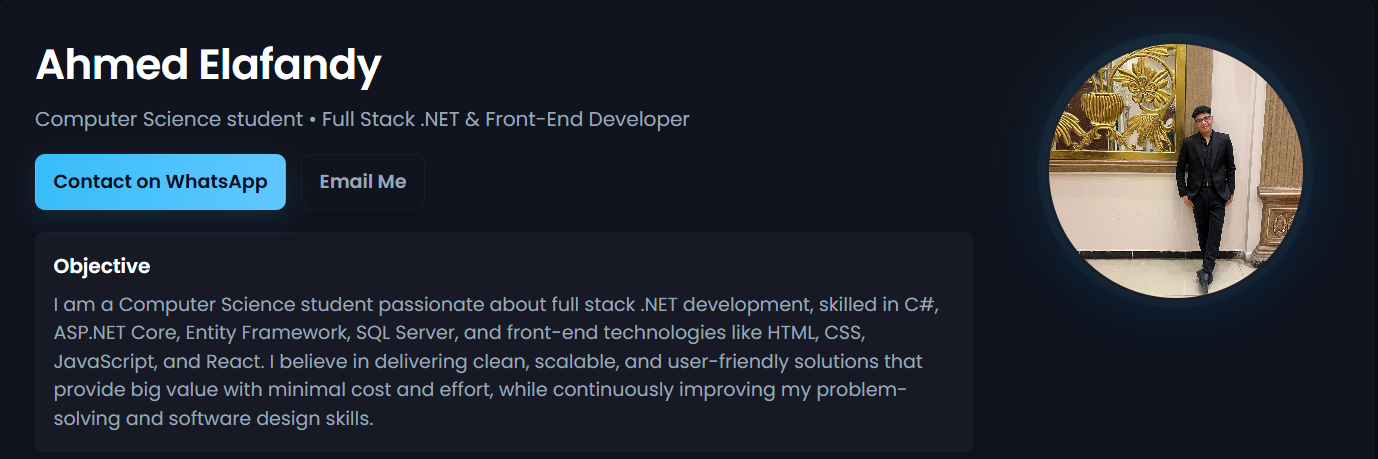 Ahmed Elafandy
Computer Science student • Full Stack .NET & Front-End Developer
Contact on WhatsApp
Email Me
Objective
I am a Computer Science student passionate about full stack .NET development, skilled in C#,
ASP.NET Core, Entity Framework, SQL Server, and front-end technologies like HTML, CSS,
JavaScript, and React. I believe in delivering clean, scalable, and user-friendly solutions that
provide big value with minimal cost and effort, while continuously improving my problem-
solving and software design skills.